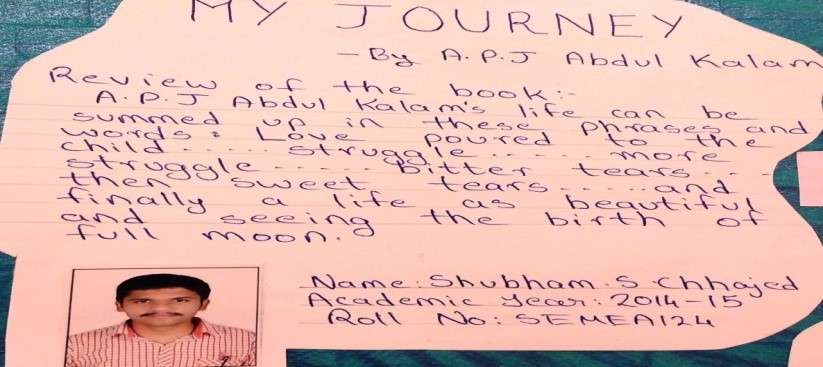 MY JOURNEY
- By A.P.J Abdul Kalam
Review of the book:-
A.P.J Abdul Kalam's life can be
summed up in these phrases and
words: Love poured to the
child.... struggle...... more
struggle...... bitter tears....
then sweet tears...... and
finally a life as beautiful
and seeing the birth of
full moon.
Name: Shubham.S.Chhajed
Academic Year: 2014-15
Roll No: SEMEA124